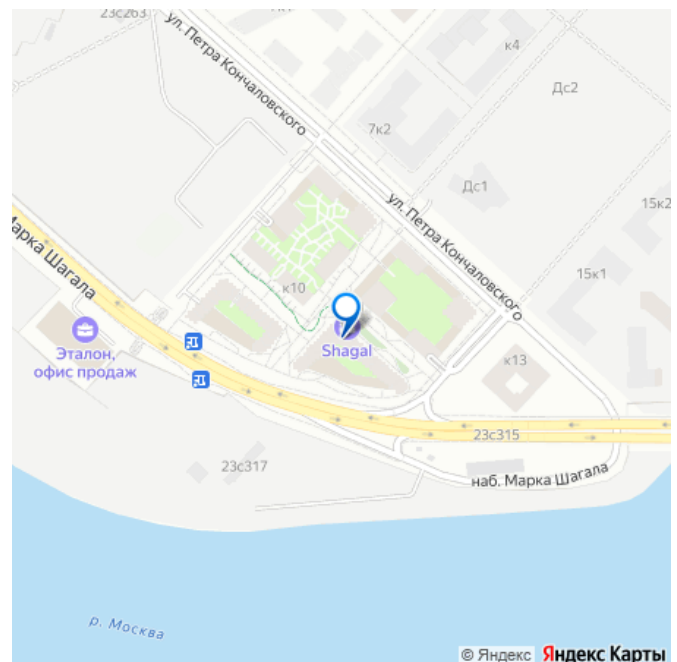 23с263
к4
ул. Петра Кончаловского
Дс2
7к2
Дс1
15к2
ул. Петра Кончаловского
Марка Шагала
к10
15к1
Эталон,
офис продаж
Shagal
к13
23с315
23с317
наб. Марка Шагала
р. Москва
© Яндекс Яндекс Карты